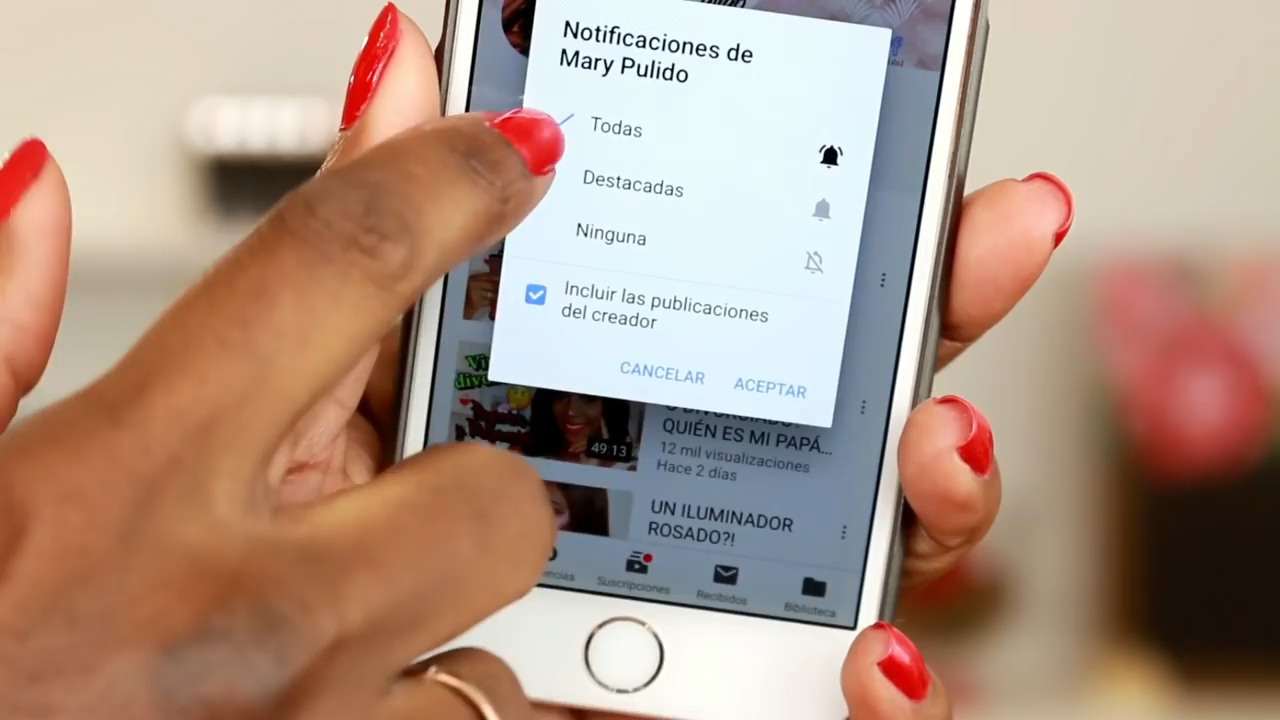 Notificaciones de
Mary Pulido
Todas
Destacadas
Ninguna
Incluir las publicaciones
del creador
CANCELAR ACEPTAR
49:13
QUIÉN ES MI PAPÁ...
12 mil visualizaciones
Hace 2 días
UN ILUMINADOR
ROSADO?!
Suscripciones
Recibidos
Biblioteca